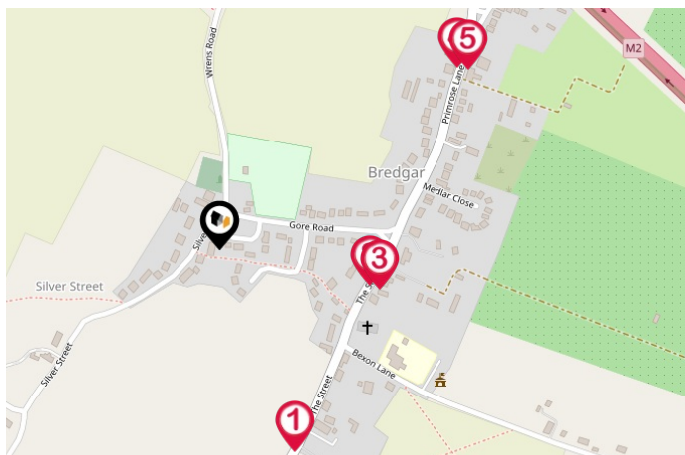 5
M2
Wrens Road
Primrose Lane
Bredgar
Medlar Close
Gore Road
3
Silver Street
The
Bexon Lane
Silver Street
The Street
1